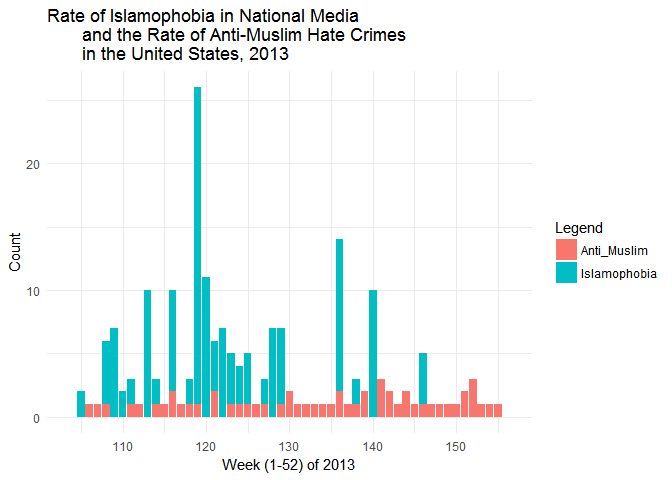 Rate of Islamophobia in National Media
and the Rate of Anti-Muslim Hate Crimes
in the United States, 2013
20
10
0
Count
110 120 130 140 150
Week (1-52) of 2013
Legend
Anti_Muslim
Islamophobia